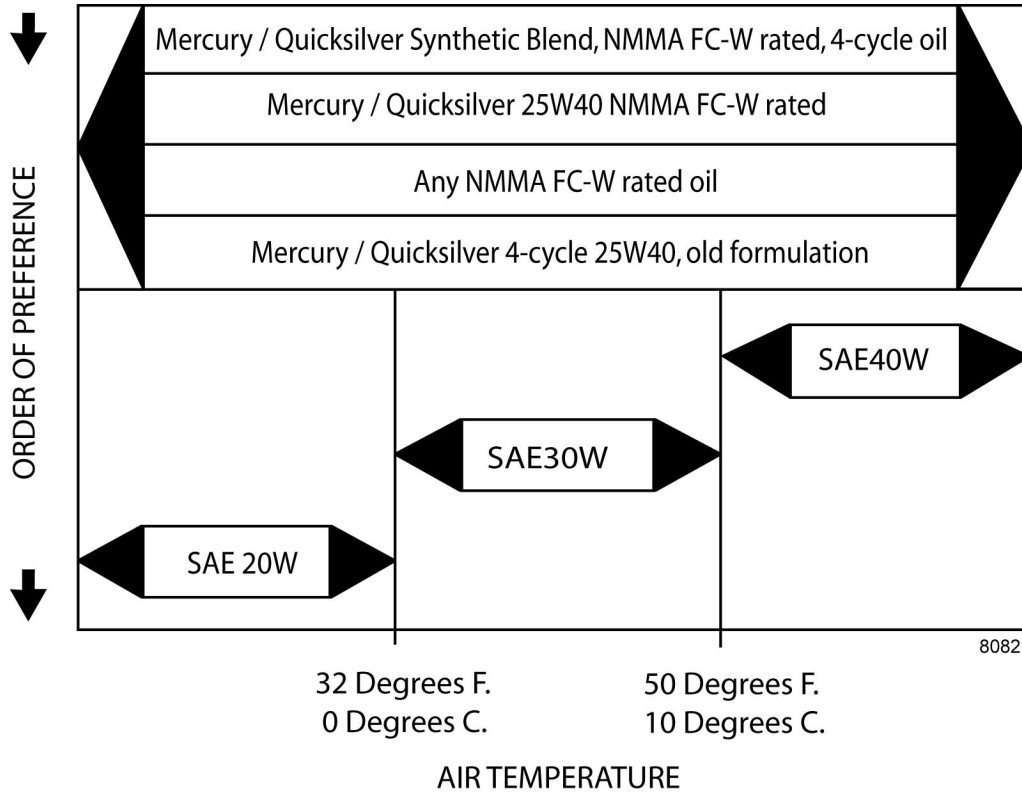 Mercury / Quicksilver Synthetic Blend, NMMA FC-W rated, 4-cycle oil
Mercury / Quicksilver 25W40 NMMA FC-W rated
Any NMMA FC-W rated oil
Mercury / Quicksilver 4-cycle 25W40, old formulation
ORDER OF PREFERENCE
SAE40W
SAE30W
SAE 20W
8082
32 Degrees F.
0 Degrees C.
50 Degrees F.
10 Degrees C.
AIR TEMPERATURE